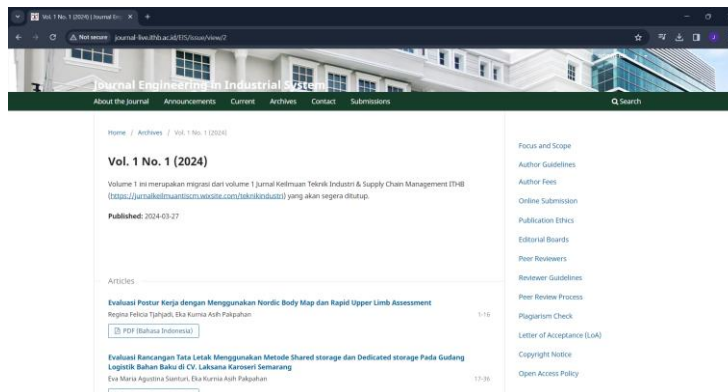 Vol. 1 No. 1 (2024) | Journal En
Not secure journal-live.ithb.ac.id/EIS/issue/view/2
Journal Engineering in Industrial System
About the Journal Announcements Current Archives Contact Submissions Search
Home / Archives / Vol. 1 No. 1 (2024)
Vol. 1 No. 1 (2024)
Volume 1 ini merupakan migrasi dari volume 1 Jurnal Keilmuan Teknik Industri & Supply Chain Management ITHB
(https://jurnalkeilmuantiscm.wixsite.com/teknikindustri) yang akan segera ditutup.
Published: 2024-03-27
Articles
Evaluasi Postur Kerja dengan Menggunakan Nordic Body Map dan Rapid Upper Limb Assessment
Regina Felicia Tjahjadi, Eka Kurnia Asih Pakpahan 1-16
PDF (Bahasa Indonesia)
Evaluasi Rancangan Tata Letak Menggunakan Metode Shared storage dan Dedicated storage Pada Gudang
Logistik Bahan Baku di CV. Laksana Karoseri Semarang
Eva Maria Agustina Sianturi, Eka Kurnia Asih Pakpahan 17-36
Focus and Scope
Author Guidelines
Author Fees
Online Submission
Publication Ethics
Editorial Boards
Peer Reviewers
Reviewer Guidelines
Peer Review Process
Plagiarism Check
Letter of Acceptance (LoA)
Copyright Notice
Open Access Policy